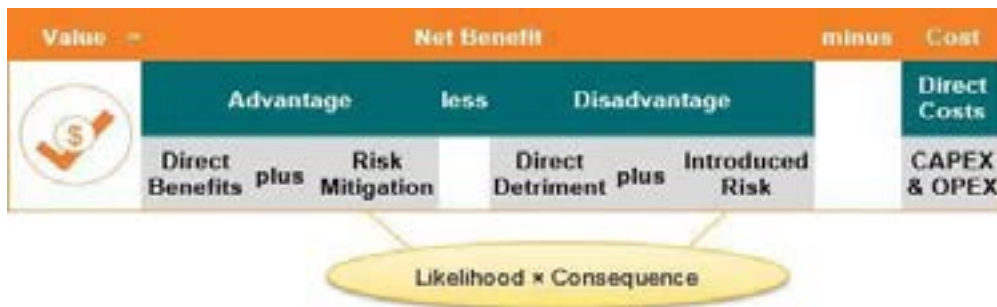 Value = Net Benefit minus Cost
Advantage less Disadvantage Direct Costs
Direct Benefits plus Risk Mitigation Direct Detriment plus Introduced Risk CAPEX & OPEX
$
Likelihood × Consequence